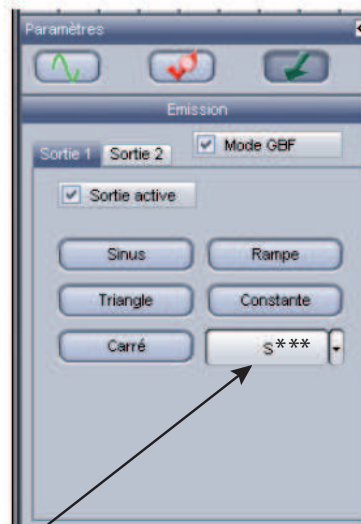 Paramètres
Emission
Sortie 1 Sortie 2 Mode GBF
Sortie active
Sinus Rampe
Triangle Constante
Carré S***